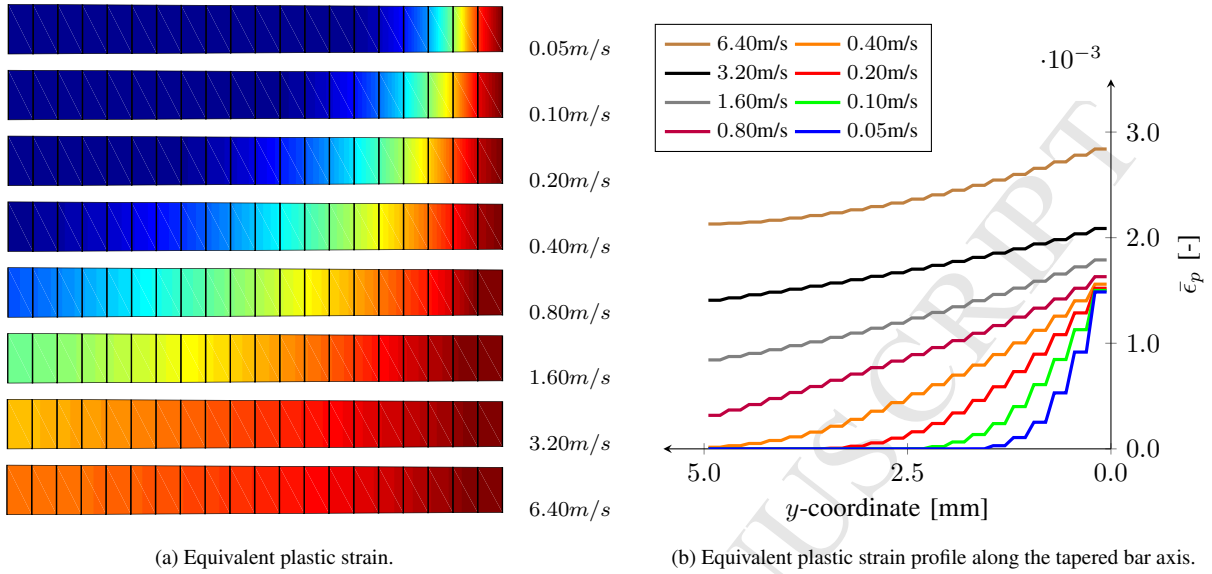 0.05m/s
0.10m/s
0.20m/s
0.40m/s
0.80m/s
1.60m/s
3.20m/s
6.40m/s
(a) Equivalent plastic strain.
6.40m/s 0.40m/s
3.20m/s 0.20m/s
1.60m/s 0.10m/s
0.80m/s 0.05m/s
·10⁻³
3.0
2.0
1.0
0.0
ε̄ₚ [-]
5.0 2.5 0.0
y-coordinate [mm]
(b) Equivalent plastic strain profile along the tapered bar axis.
NUSCRIPT